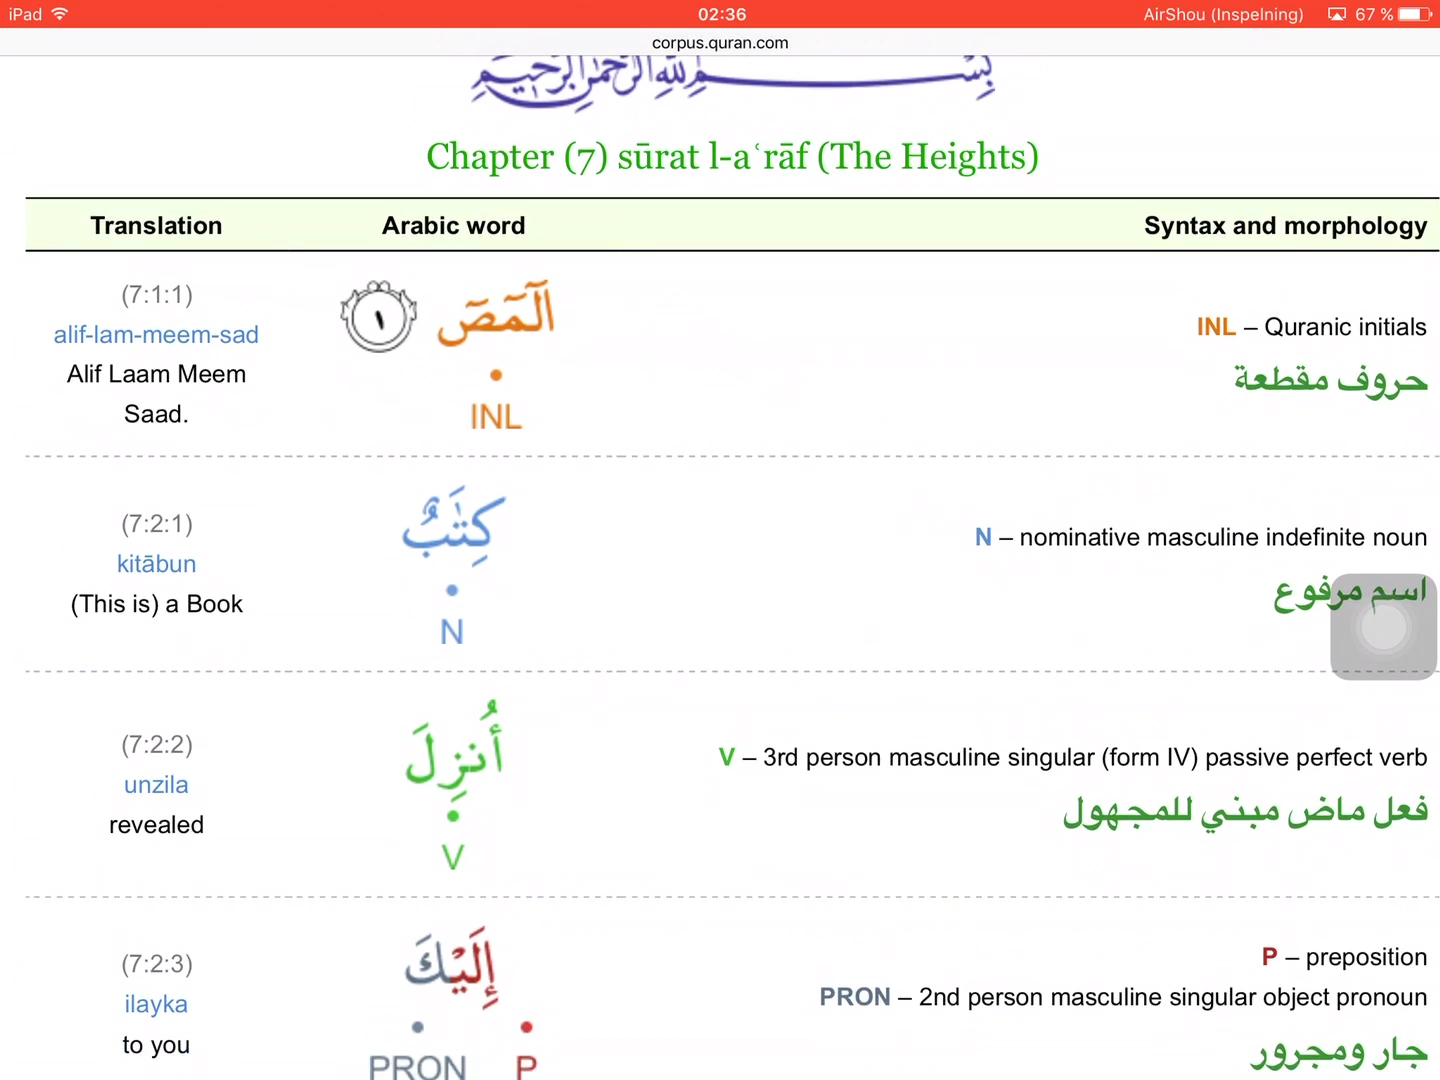 iPad 02:36 AirShou (Inspelning) 67 %
corpus.quran.com
بسم الله الرحمن الرحيم
Chapter (7) sūrat l-aʿrāf (The Heights)
Translation Arabic word Syntax and morphology
(7:1:1)
alif-lam-meem-sad
Alif Laam Meem
Saad.
الٓمٓصٓ ١
INL
INL – Quranic initials
حروف مقطعة
(7:2:1)
kitābun
(This is) a Book
كِتَٰبٌ
N
N – nominative masculine indefinite noun
اسم مرفوع
(7:2:2)
unzila
revealed
أُنزِلَ
V
V – 3rd person masculine singular (form IV) passive perfect verb
فعل ماض مبني للمجهول
(7:2:3)
ilayka
to you
إِلَيْكَ
PRON P
P – preposition
PRON – 2nd person masculine singular object pronoun
جار ومجرور